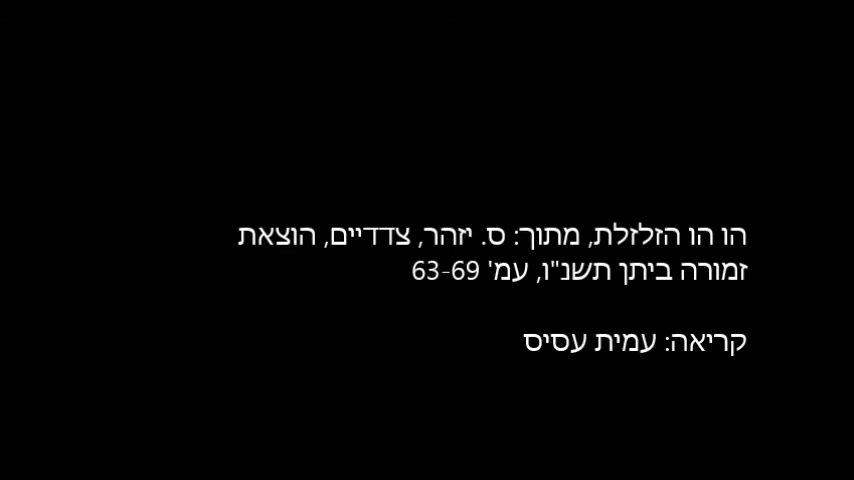 הו הו הזלזלת, מתוך: ס. יזהר, צדדיים, הוצאת
זמורה ביתן תשנ"ו, עמ' 63-69
קריאה: עמית עסיס